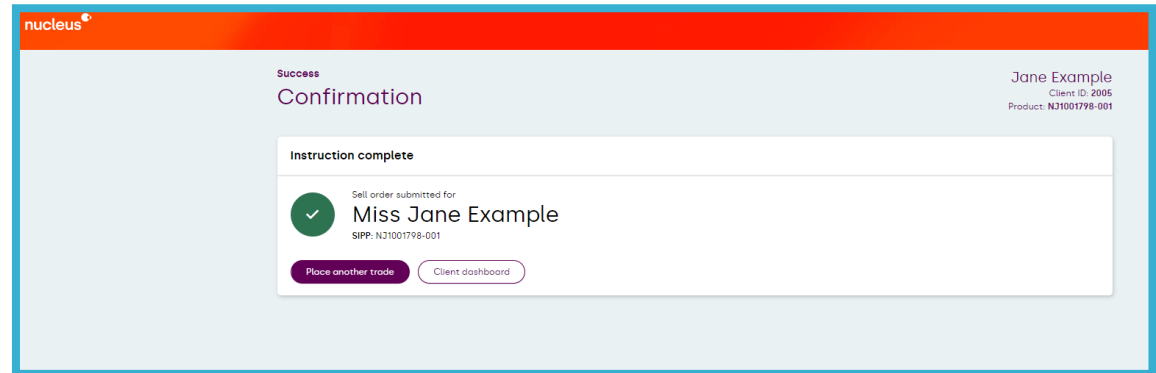 nucleus
Success
Confirmation
Jane Example
Client ID: 2005
Product: NJ1001798-001
Instruction complete
Sell order submitted for
Miss Jane Example
SIPP: NJ1001798-001
Place another trade
Client dashboard